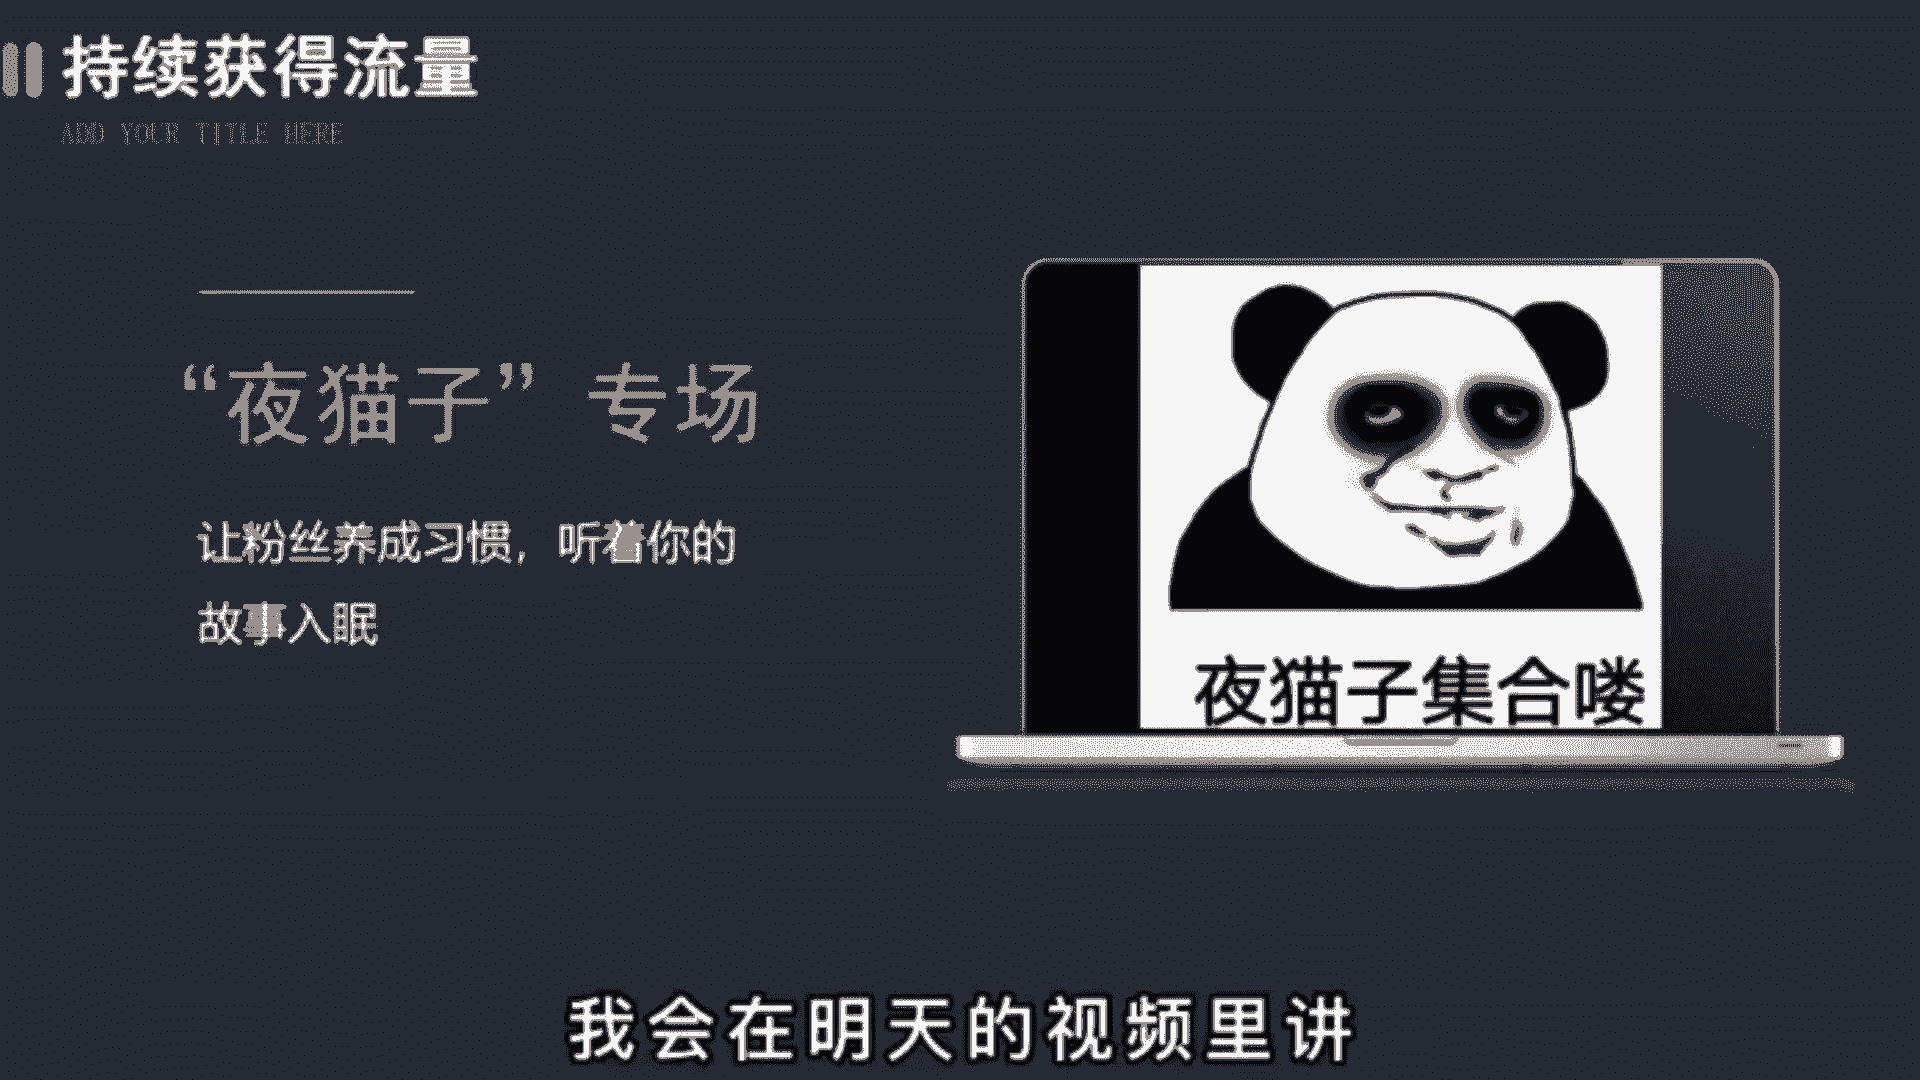 持续获得流量
ADD YOUR TITLE HERE
“夜猫子” 专场
让粉丝养成习惯，听着你的
故事入眠
夜猫子集合喽
我会在明天的视频里讲